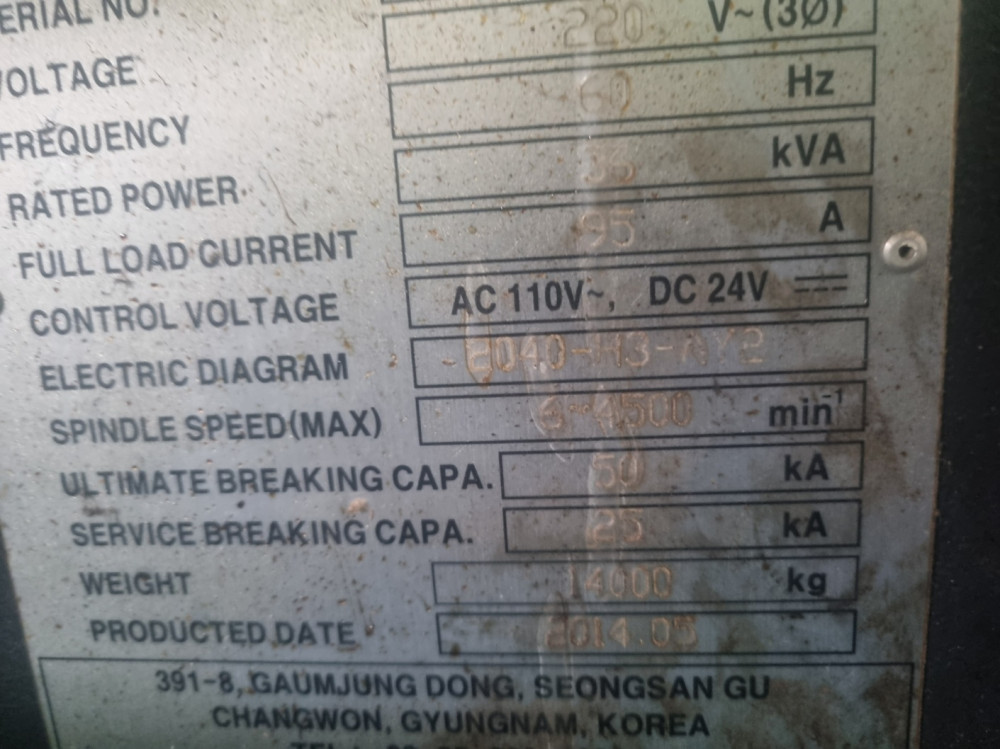 ERIAL NO.
VOLTAGE 220 V~ (3Ø)
FREQUENCY 60 Hz
RATED POWER kVA
FULL LOAD CURRENT 95 A
CONTROL VOLTAGE AC 110V~, DC 24V
ELECTRIC DIAGRAM
SPINDLE SPEED(MAX) min⁻¹
ULTIMATE BREAKING CAPA. 50 kA
SERVICE BREAKING CAPA. 25 kA
WEIGHT 14000 kg
PRODUCTED DATE 2014.05
391-8, GAUMJUNG DONG, SEONGSAN GU
CHANGWON, GYUNGNAM, KOREA